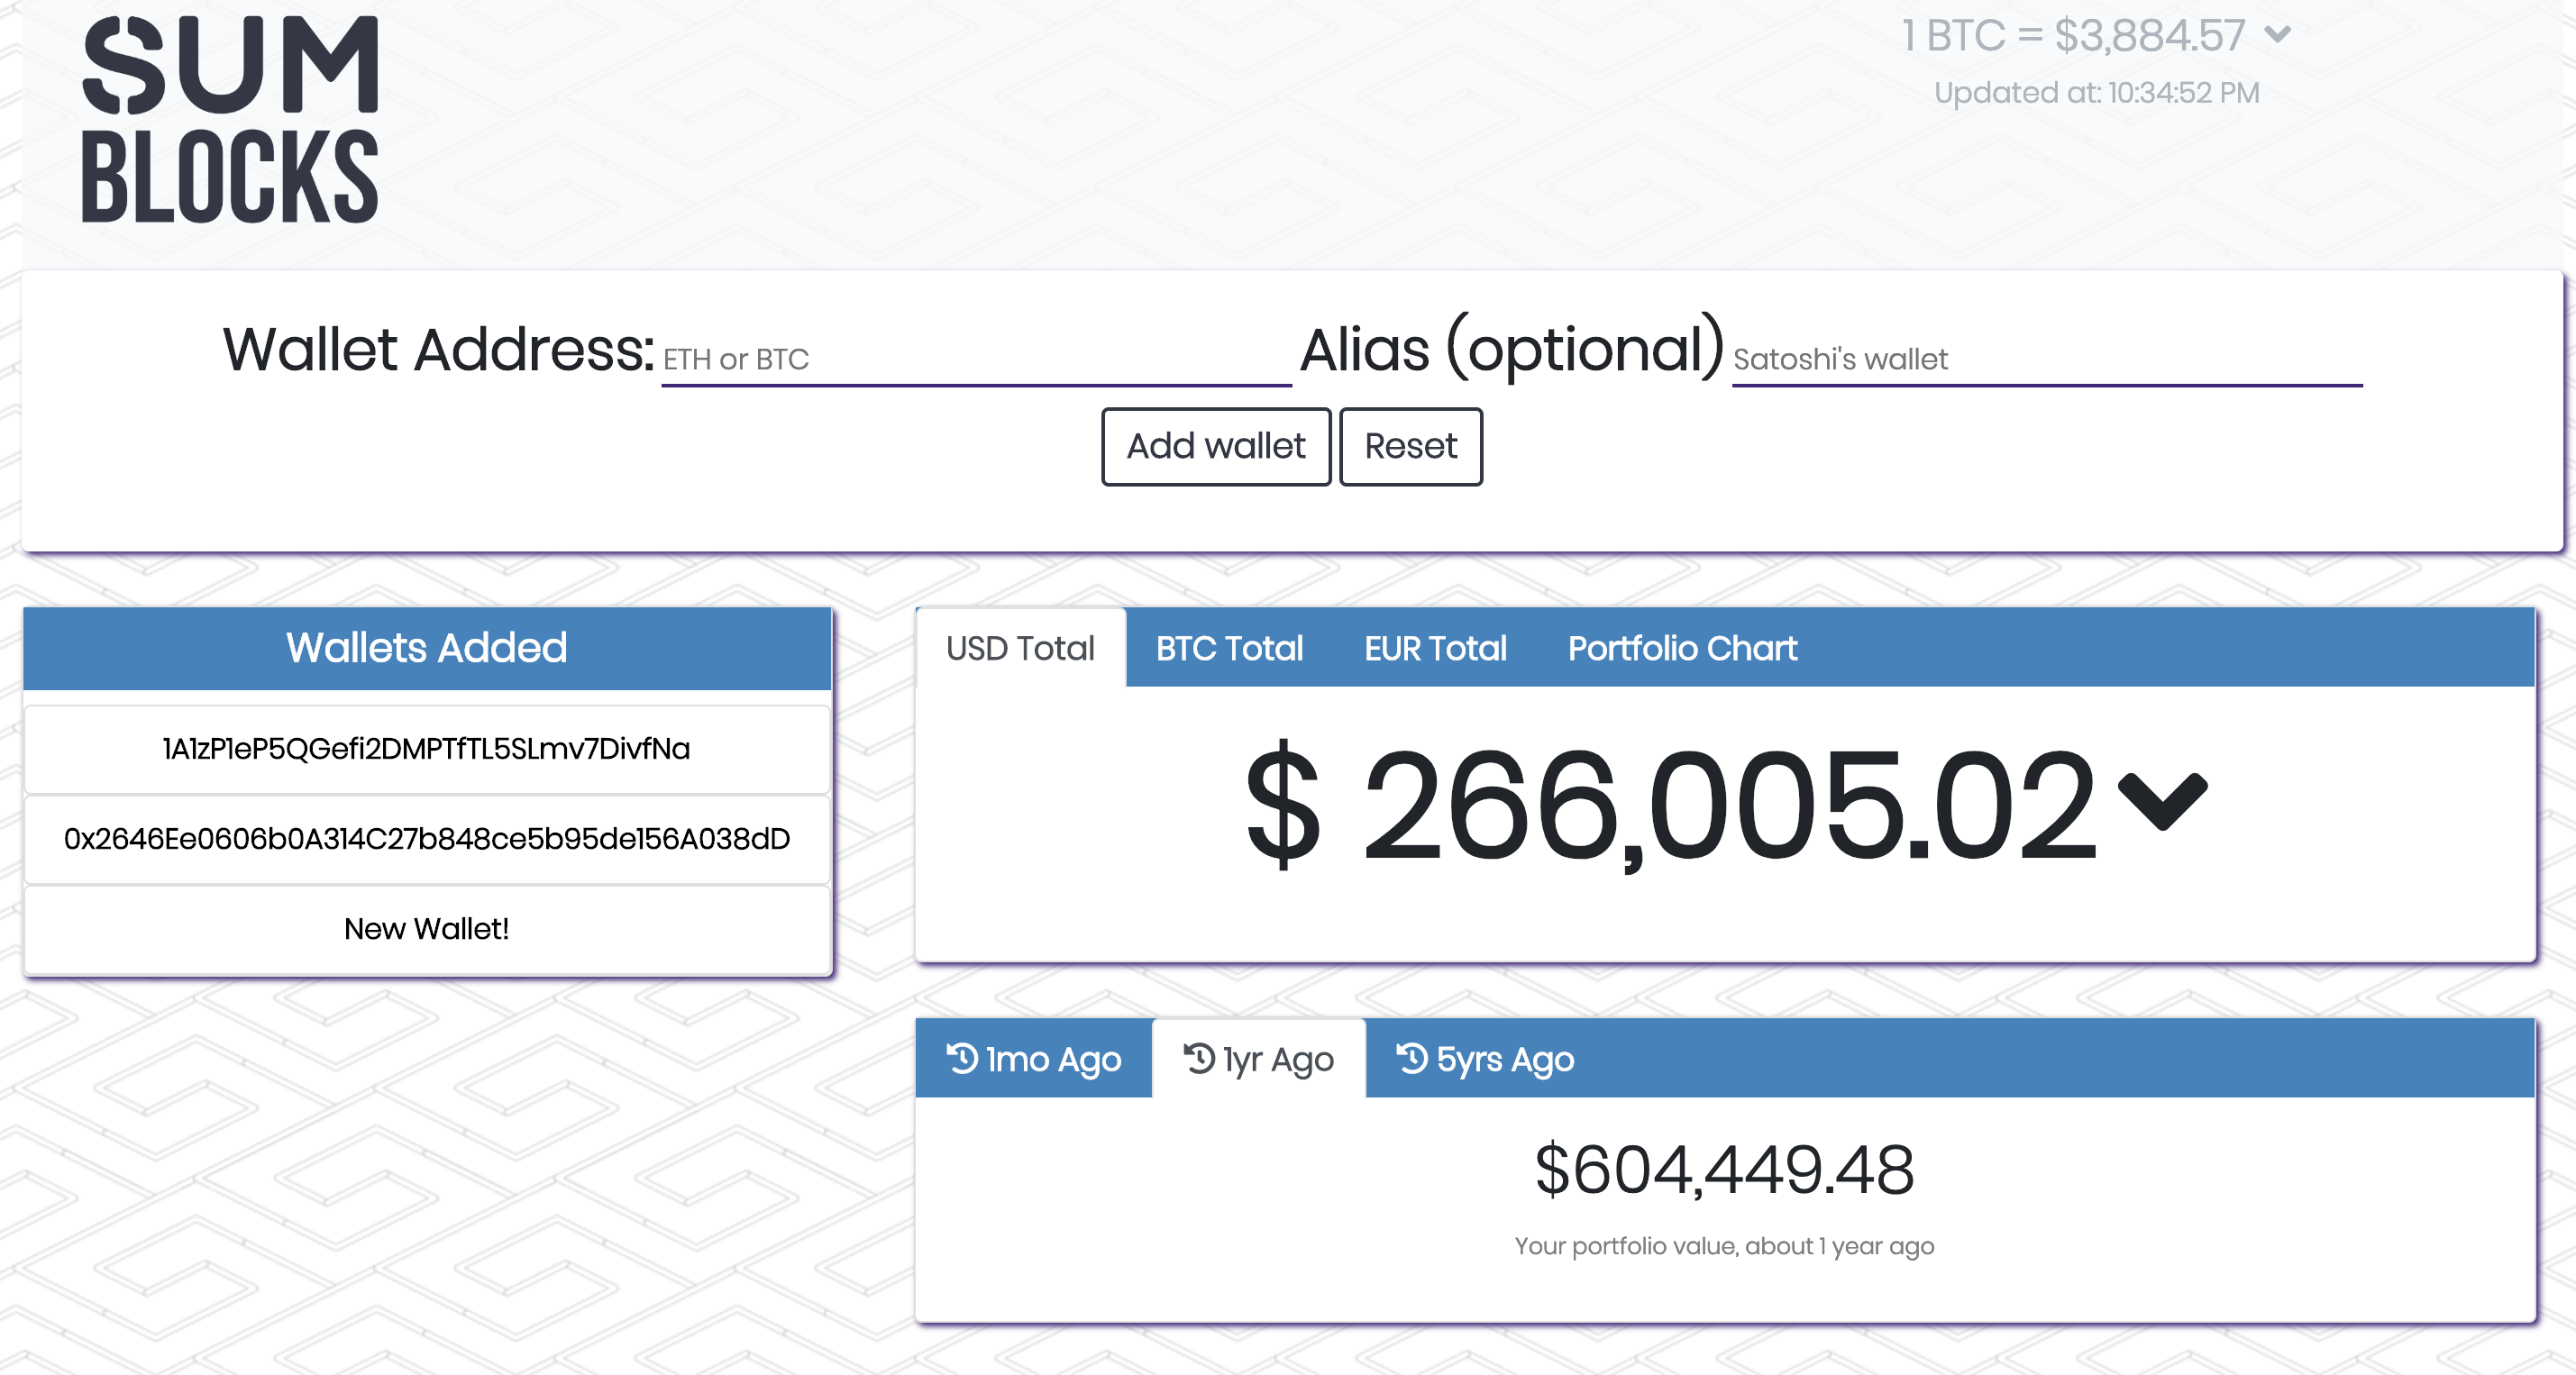 SUM
BLOCKS
1 BTC = $3,884.57
Updated at: 10:34:52 PM
Wallet Address: ETH or BTC Alias (optional) Satoshi's wallet
Add wallet Reset
Wallets Added
1A1zP1eP5QGefi2DMPTfTL5SLmv7DivfNa
0x2646Ee0606b0A314C27b848ce5b95de156A038dD
New Wallet!
USD Total BTC Total EUR Total Portfolio Chart
$ 266,005.02
1mo Ago 1yr Ago 5yrs Ago
$604,449.48
Your portfolio value, about 1 year ago